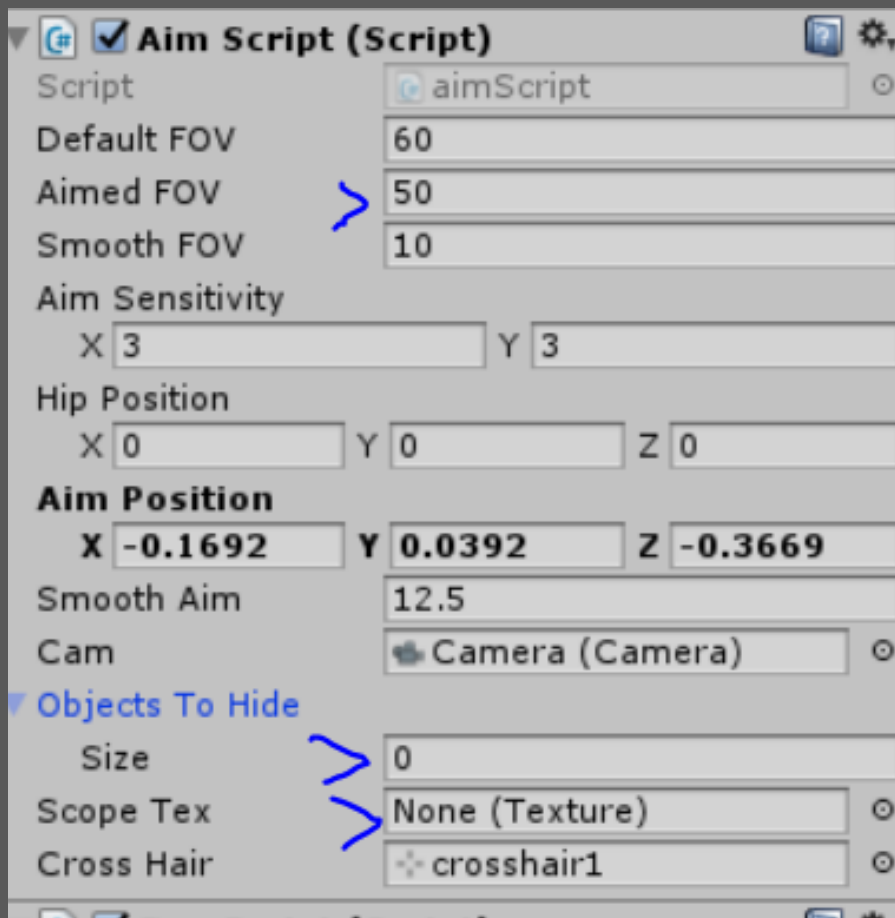 Aim Script (Script)
Script aimScript
Default FOV 60
Aimed FOV 50
Smooth FOV 10
Aim Sensitivity
X 3 Y 3
Hip Position
X 0 Y 0 Z 0
Aim Position
X -0.1692 Y 0.0392 Z -0.3669
Smooth Aim 12.5
Cam Camera (Camera)
Objects To Hide
Size 0
Scope Tex None (Texture)
Cross Hair crosshair1